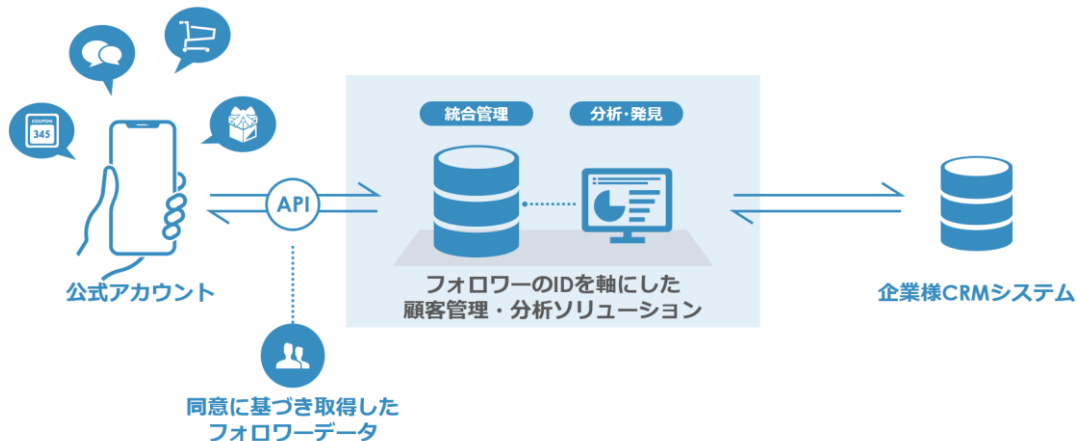 COUPON
345
統合管理
分析・発見
API
公式アカウント
フォロワーのIDを軸にした
顧客管理・分析ソリューション
企業様CRMシステム
同意に基づき取得した
フォロワーデータ